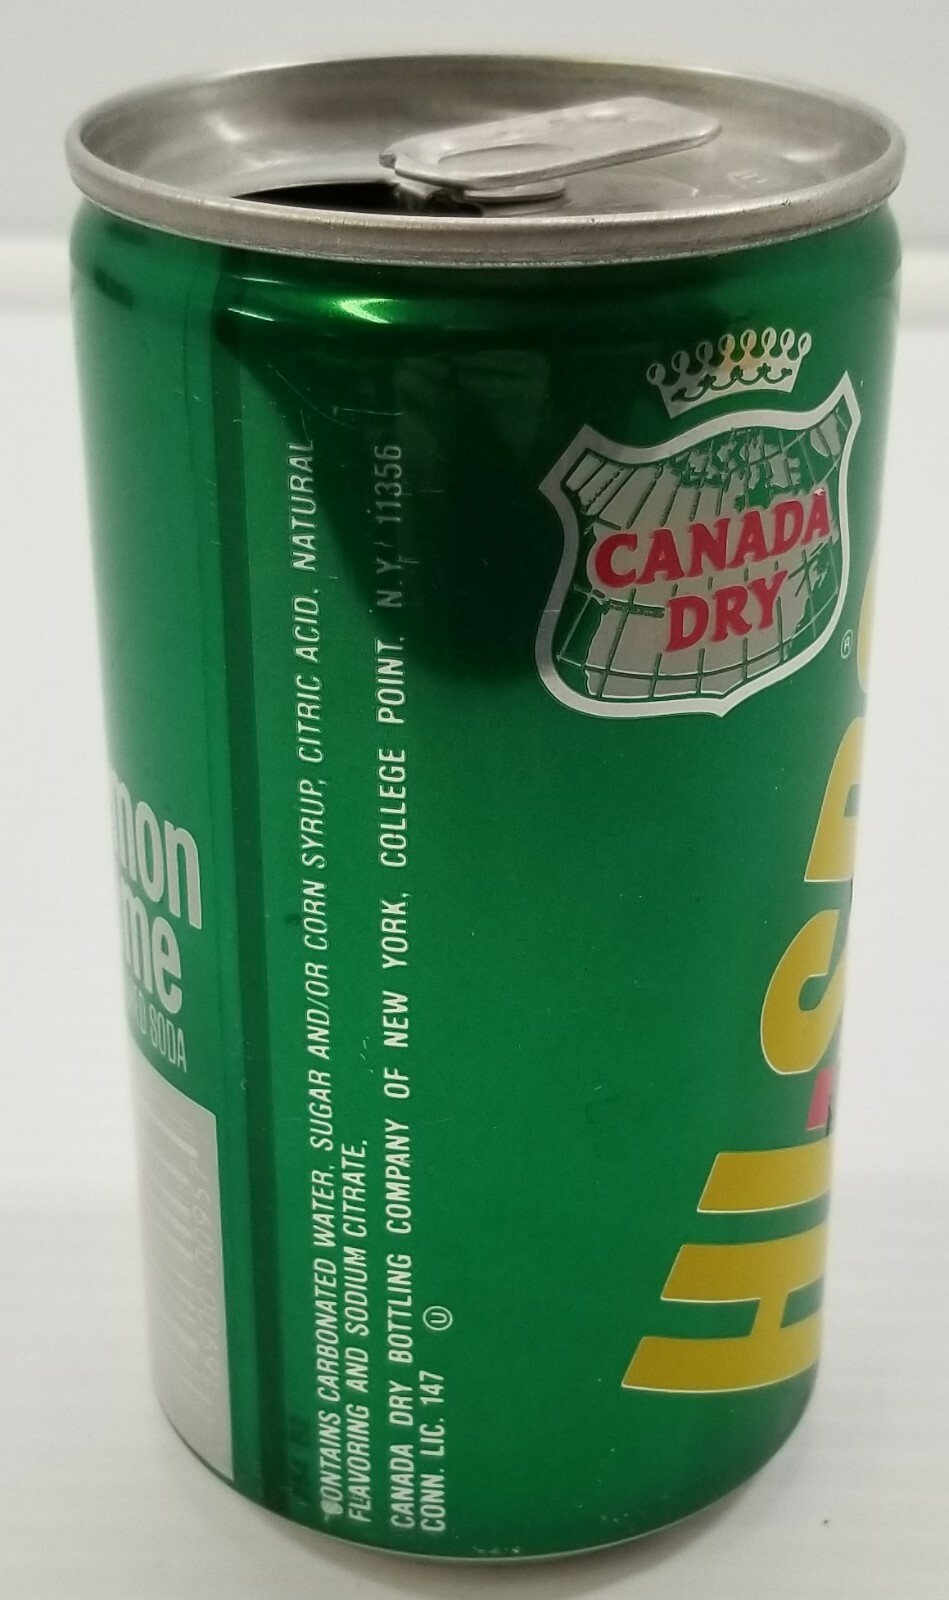 CANADA
DRY
®
HI-S
mon
me
SODA
CONTAINS CARBONATED WATER, SUGAR AND/OR CORN SYRUP, CITRIC ACID, NATURAL
FLAVORING AND SODIUM CITRATE.
CANADA DRY BOTTLING COMPANY OF NEW YORK, COLLEGE POINT, N.Y. 11356
CONN. LIC. 147 Ⓤ